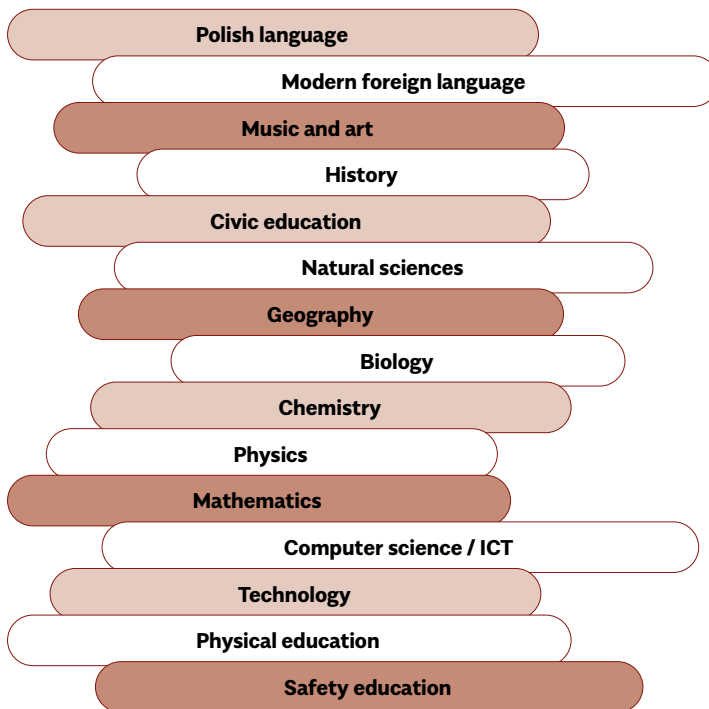 Polish language
Modern foreign language
Music and art
History
Civic education
Natural sciences
Geography
Biology
Chemistry
Physics
Mathematics
Computer science / ICT
Technology
Physical education
Safety education